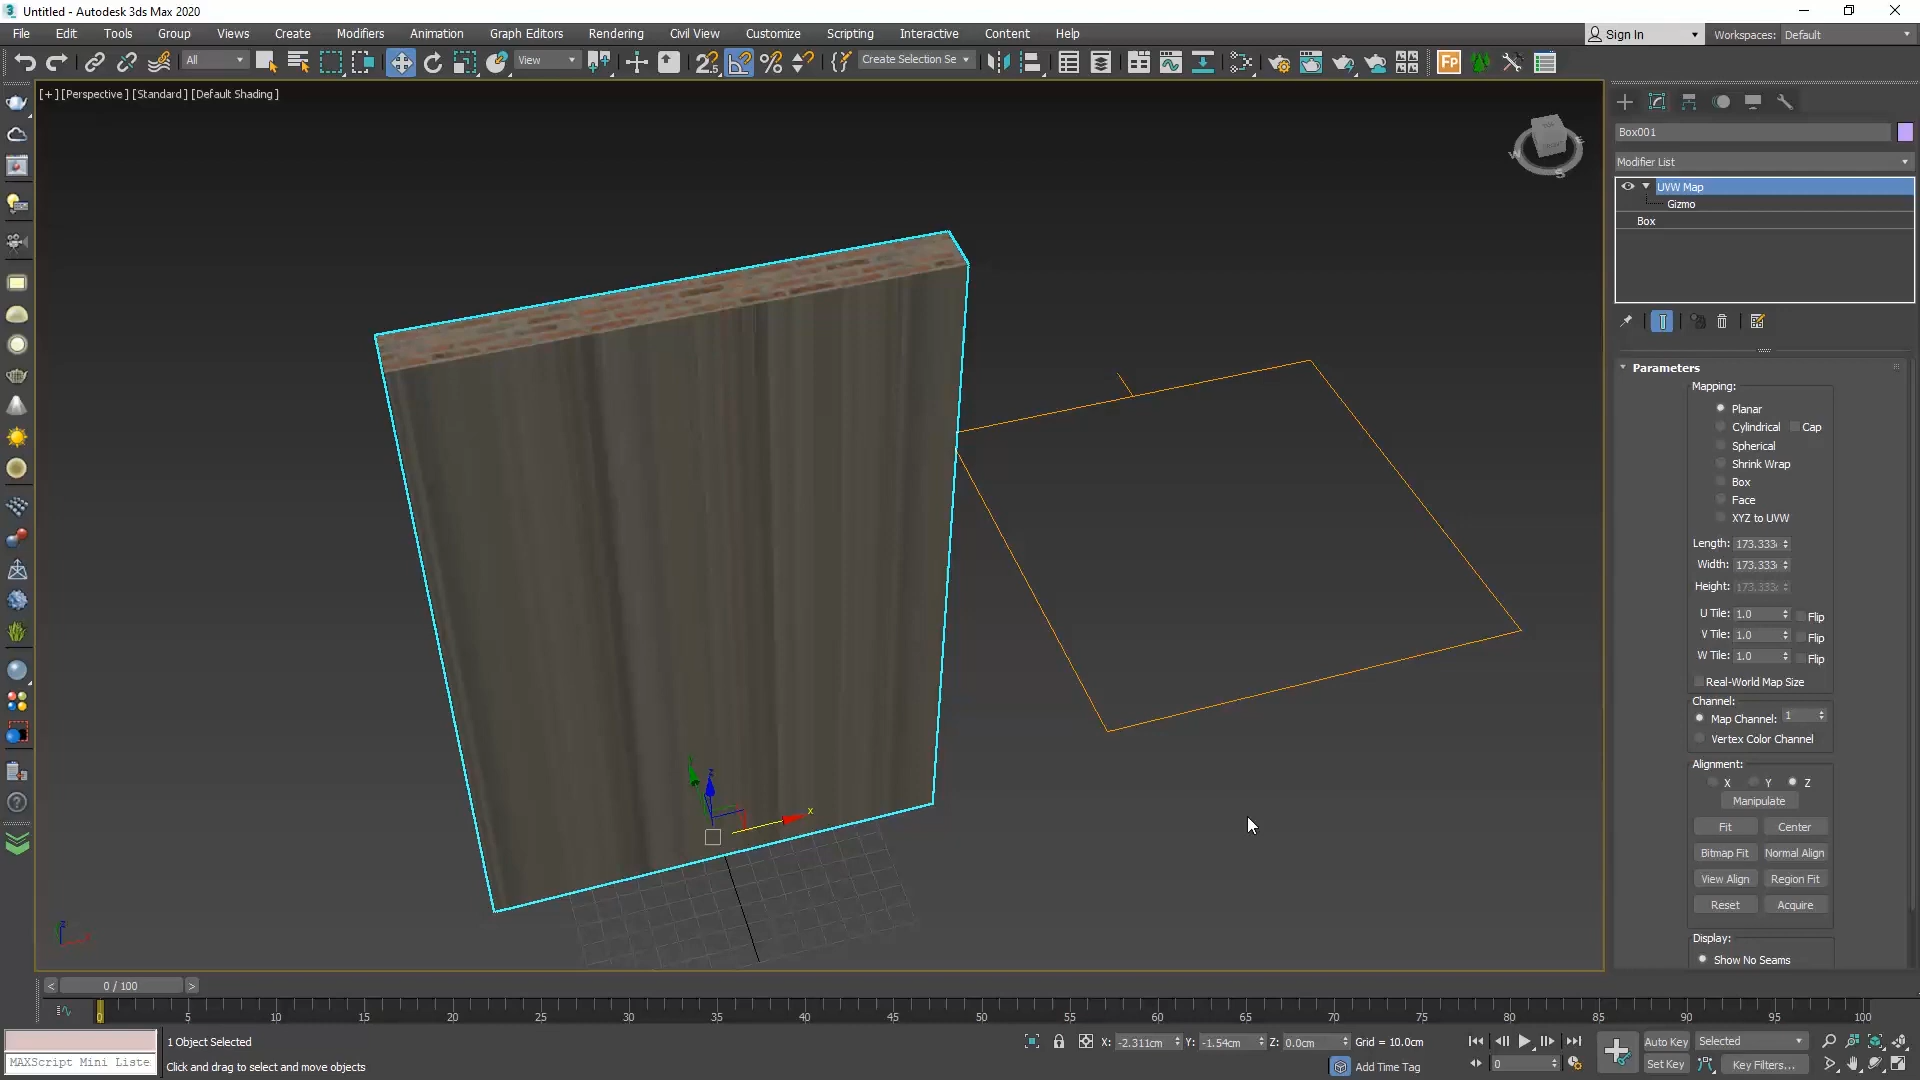 Untitled - Autodesk 3ds Max 2020
File Edit Tools Group Views Create Modifiers Animation Graph Editors Rendering Civil View Customize Scripting Interactive Content Help
Sign In Workspaces: Default
All View Create Selection Se
[+] [Perspective] [Standard] [Default Shading]
Box001
Modifier List
UVW Map
Gizmo
Box
Parameters
Mapping:
Planar
Cylindrical Cap
Spherical
Shrink Wrap
Box
Face
XYZ to UVW
Length: 173.333
Width: 173.333
Height: 173.333
U Tile: 1.0 Flip
V Tile: 1.0 Flip
W Tile: 1.0 Flip
Real-World Map Size
Channel:
Map Channel: 1
Vertex Color Channel
Alignment:
X Y Z
Manipulate
Fit Center
Bitmap Fit Normal Align
View Align Region Fit
Reset Acquire
Display:
Show No Seams
x
z
W S
z
< 0 / 100 >
0 5 10 15 20 25 30 35 40 45 50 55 60 65 70 75 80 85 90 95 100
1 Object Selected X: -2.311cm Y: -1.54cm Z: 0.0cm Grid = 10.0cm Auto Key Selected
MAXScript Mini Liste Click and drag to select and move objects Add Time Tag 0 Set Key Key Filters...